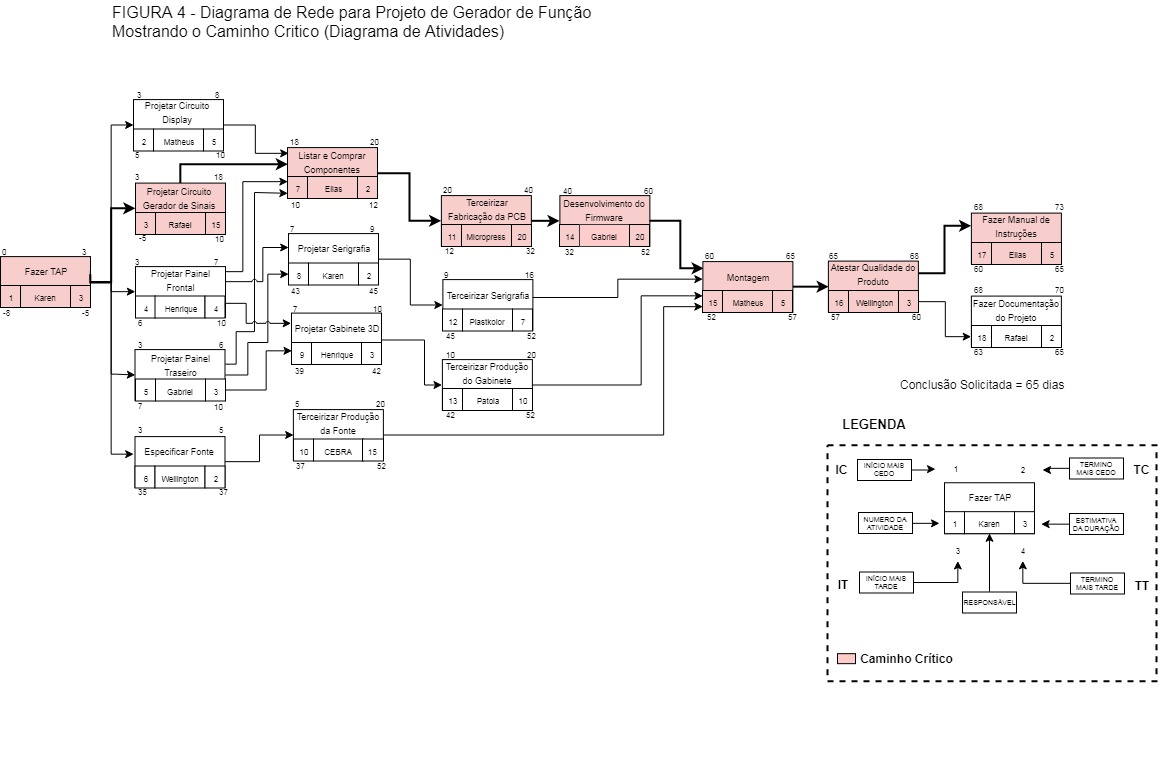 FIGURA 4 - Diagrama de Rede para Projeto de Gerador de Função
Mostrando o Caminho Critico (Diagrama de Atividades)
0 3
Fazer TAP
1 Karen 3
-8 -5
3 8
Projetar Circuito
Display
2 Matheus 5
5 10
3 18
Projetar Circuito
Gerador de Sinais
3 Rafael 15
-5 10
3 7
Projetar Painel
Frontal
4 Henrique 4
6 10
3 6
Projetar Painel
Traseiro
5 Gabriel 3
7 10
3 5
Especificar Fonte
6 Wellington 2
35 37
18 20
Listar e Comprar
Componentes
7 Elias 2
10 12
7 9
Projetar Serigrafia
8 Karen 2
43 45
7 10
Projetar Gabinete 3D
9 Henrique 3
39 42
5 20
Terceirizar Produção
da Fonte
10 CEBRA 15
37 52
20 40
Terceirizar
Fabricação da PCB
11 Micropress 20
12 32
9 16
Terceirizar Serigrafia
12 Plastkolor 7
45 52
10 20
Terceirizar Produção
do Gabinete
13 Patola 10
42 52
40 60
Desenvolvimento do
Firmware
14 Gabriel 20
32 52
60 65
Montagem
15 Matheus 5
52 57
65 68
Atestar Qualidade do
Produto
16 Wellington 3
57 60
68 73
Fazer Manual de
Instruções
17 Elias 5
60 65
68 70
Fazer Documentação
do Projeto
18 Rafael 2
63 65
Conclusão Solicitada = 65 dias
LEGENDA
IC
INÍCIO MAIS
CEDO
1 2
TERMINO
MAIS CEDO
TC
Fazer TAP
NUMERO DA
ATIVIDADE
1 Karen 3
ESTIMATIVA
DA DURAÇÃO
3 4
IT
INÍCIO MAIS
TARDE
TERMINO
MAIS TARDE
TT
RESPONSÁVEL
Caminho Crítico